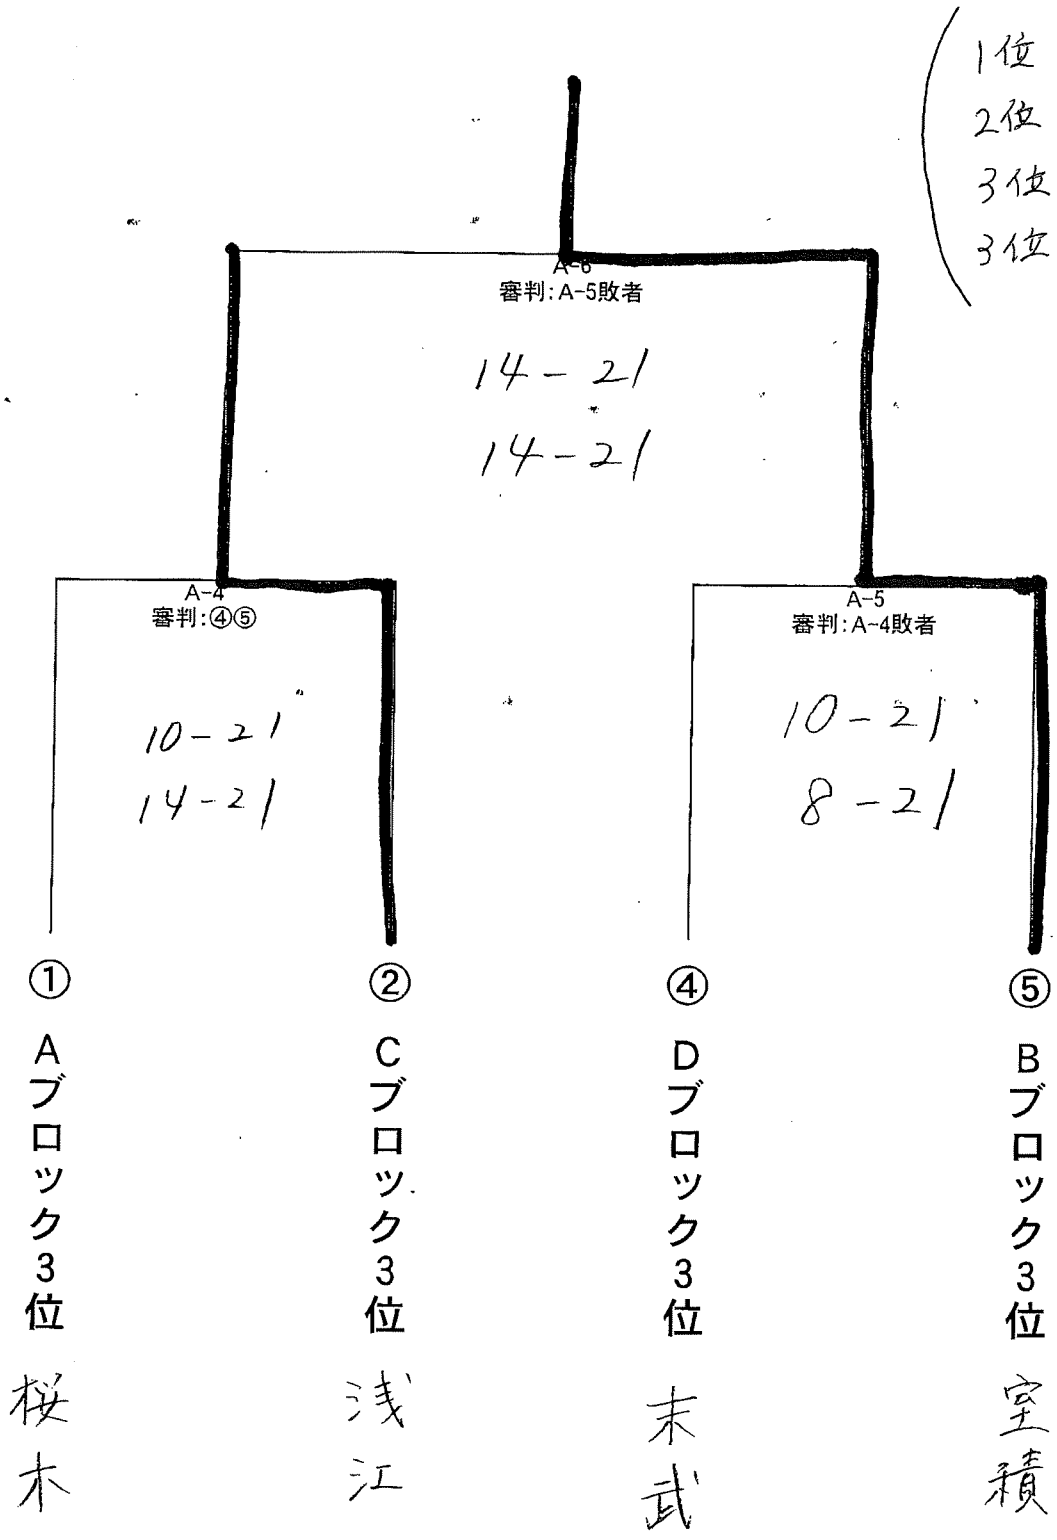 1位
2位
3位
3位
A-6
審判:A-5敗者
14-21
14-21
A-4
審判:④⑤
10-21
14-21
A-5
審判:A-4敗者
10-21
8-21
①
Aブロック3位
桜木
②
Cブロック3位
浅江
④
Dブロック3位
末武
⑤
Bブロック3位
室積